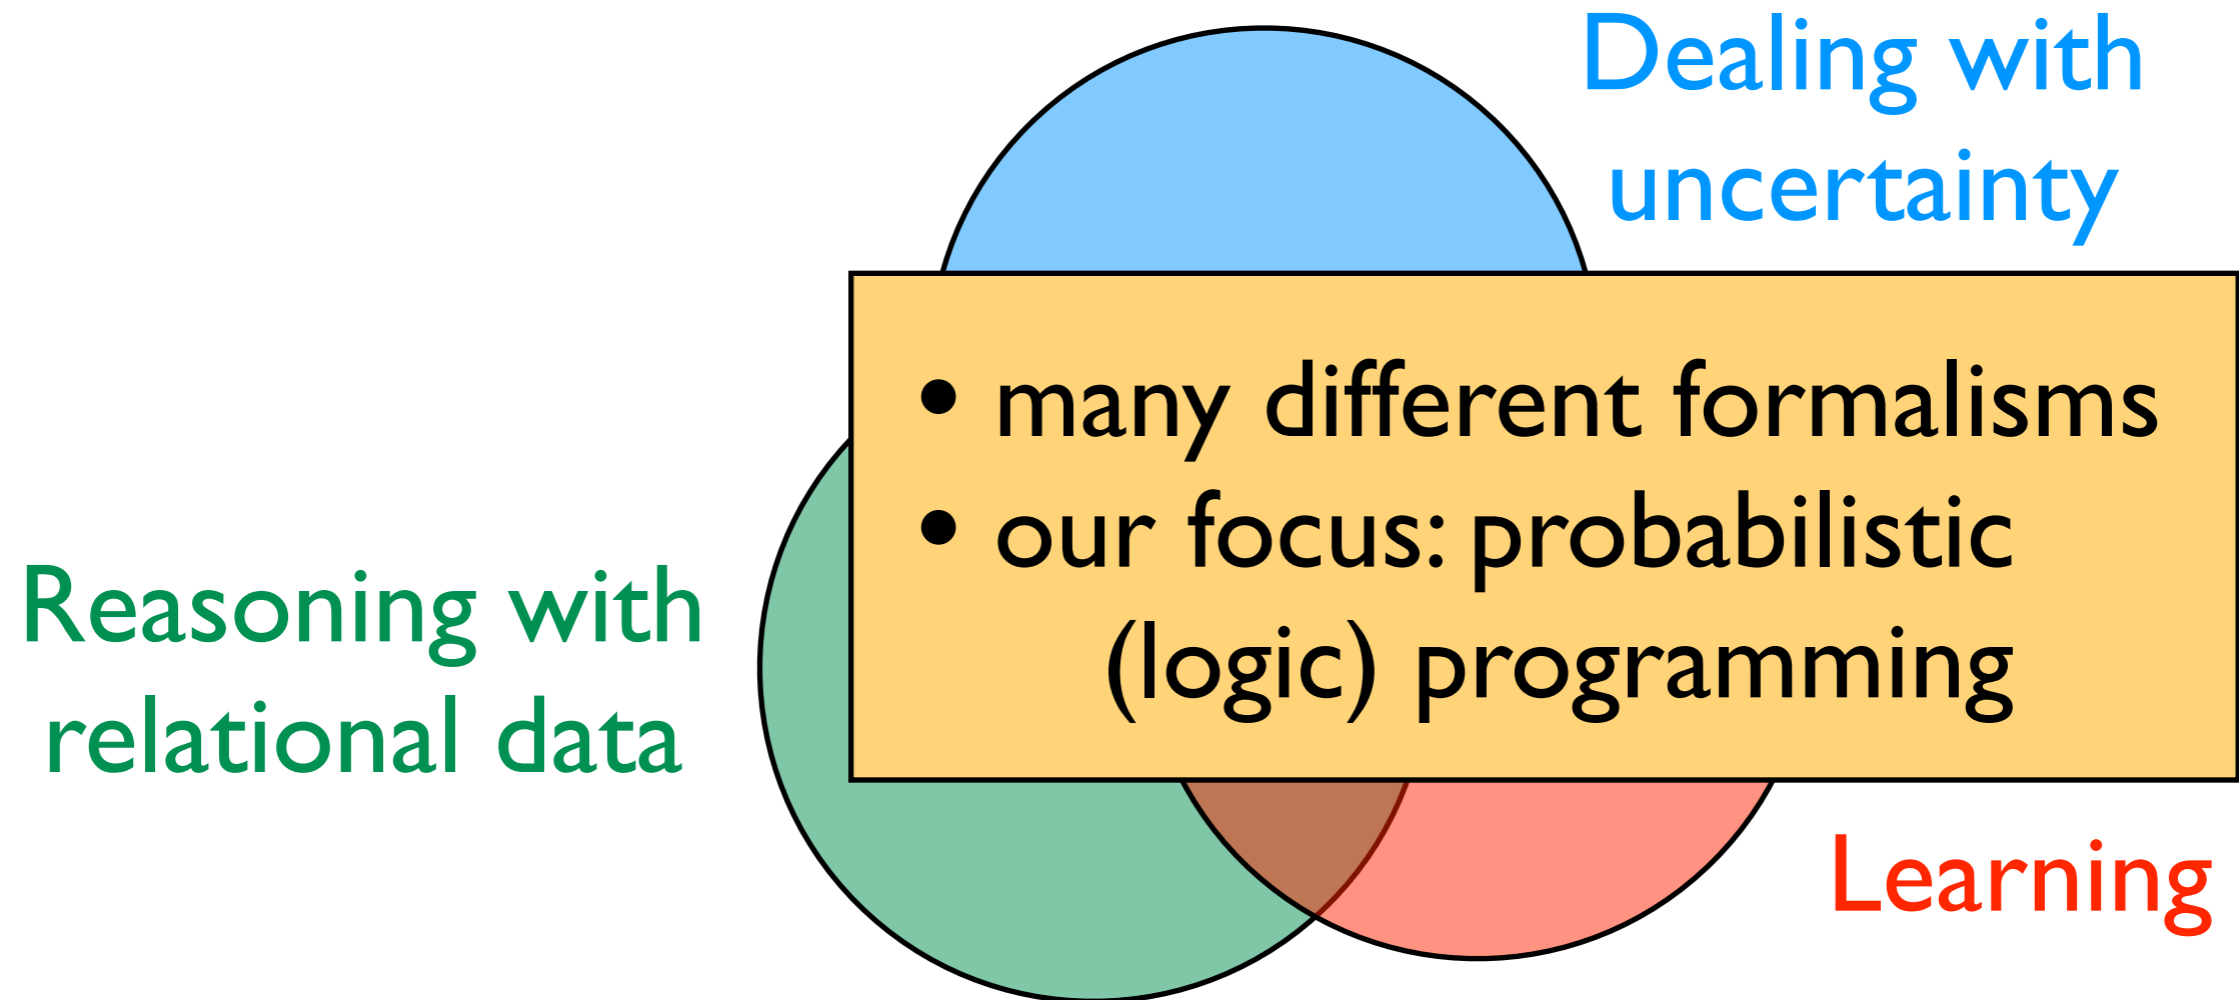 Dealing with
uncertainty
• many different formalisms
• our focus: probabilistic
(logic) programming
Reasoning with
relational data
Learning